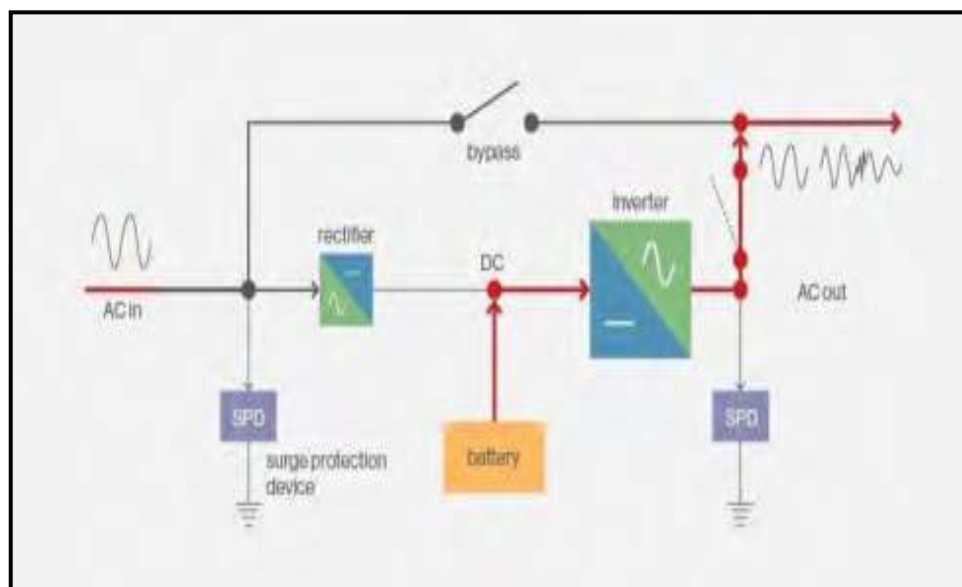 bypass
inverter
rectifier
DC
AC in
AC out
SPD
SPD
surge protection
device
battery